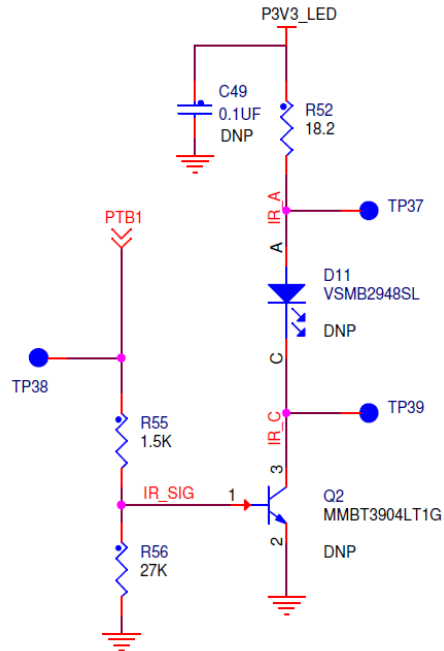 P3V3_LED
C49
0.1UF
DNP
R52
18.2
IR_A
TP37
PTB1
A
D11
VSMB2948SL
DNP
C
TP38
TP39
IR_C
R55
1.5K
IR_SIG
1
3
Q2
MMBT3904LT1G
2
DNP
R56
27K